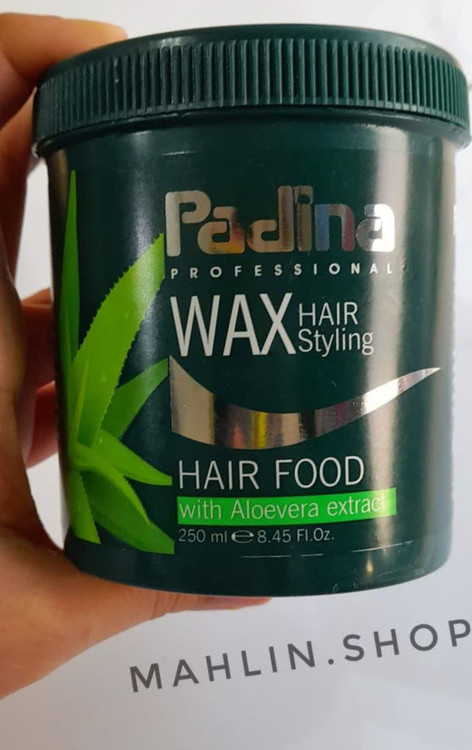 Padina
PROFESSIONAL
WAX HAIR
Styling
HAIR FOOD
with Aloevera extract
250 ml ℮ 8.45 Fl.Oz.
MAHLIN.SHOP